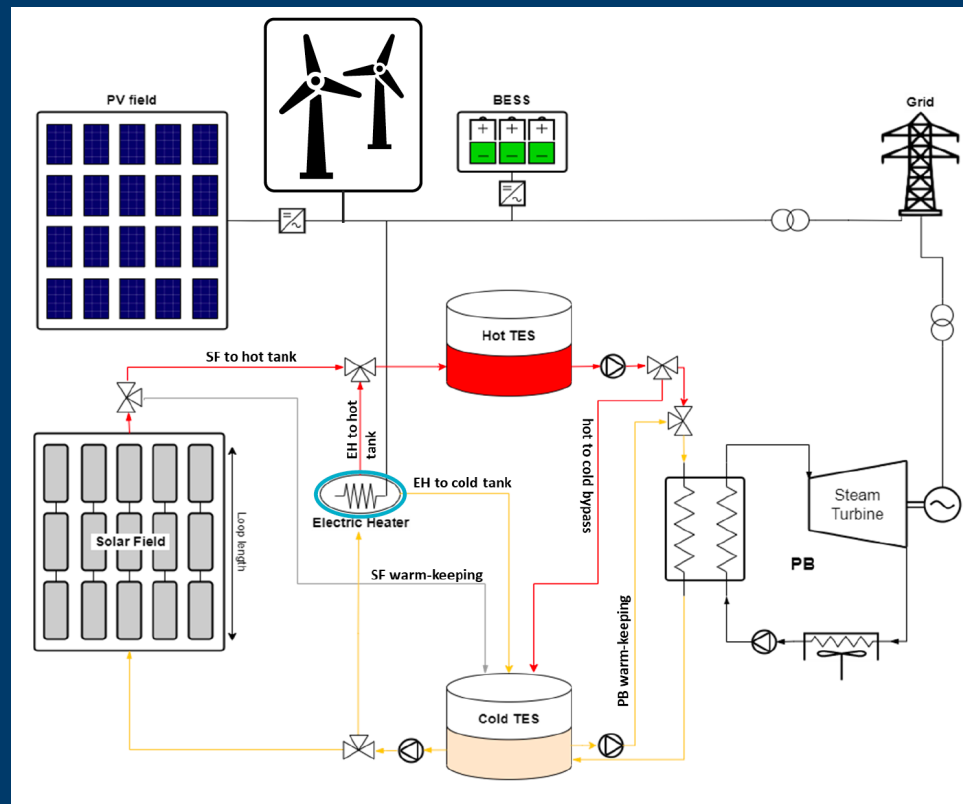 PV field
BESS
Grid
Hot TES
SF to hot tank
EH to hot
tank
hot to cold bypass
EH to cold tank
Electric Heater
Steam
Turbine
Solar Field
Loop length
PB
SF warm-keeping
PB warm-keeping
Cold TES